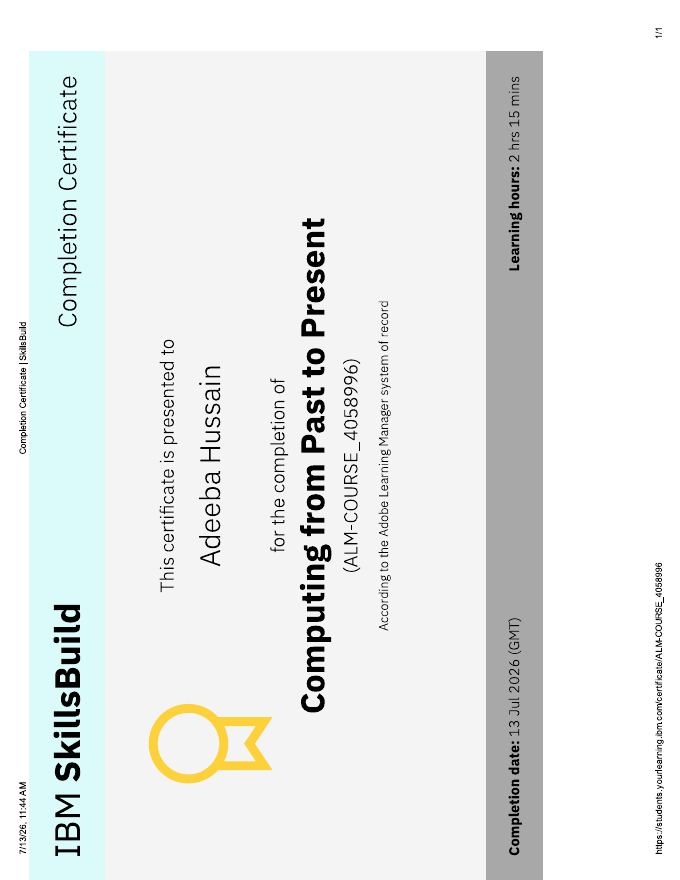 7/13/26, 11:44 AM
Completion Certificate | SkillsBuild
IBM SkillsBuild
Completion Certificate
This certificate is presented to
Adeeba Hussain
for the completion of
Computing from Past to Present
(ALM-COURSE_4058996)
According to the Adobe Learning Manager system of record
Completion date: 13 Jul 2026 (GMT)
Learning hours: 2 hrs 15 mins
https://students.yourlearning.ibm.com/certificate/ALM-COURSE_4058996
1/1